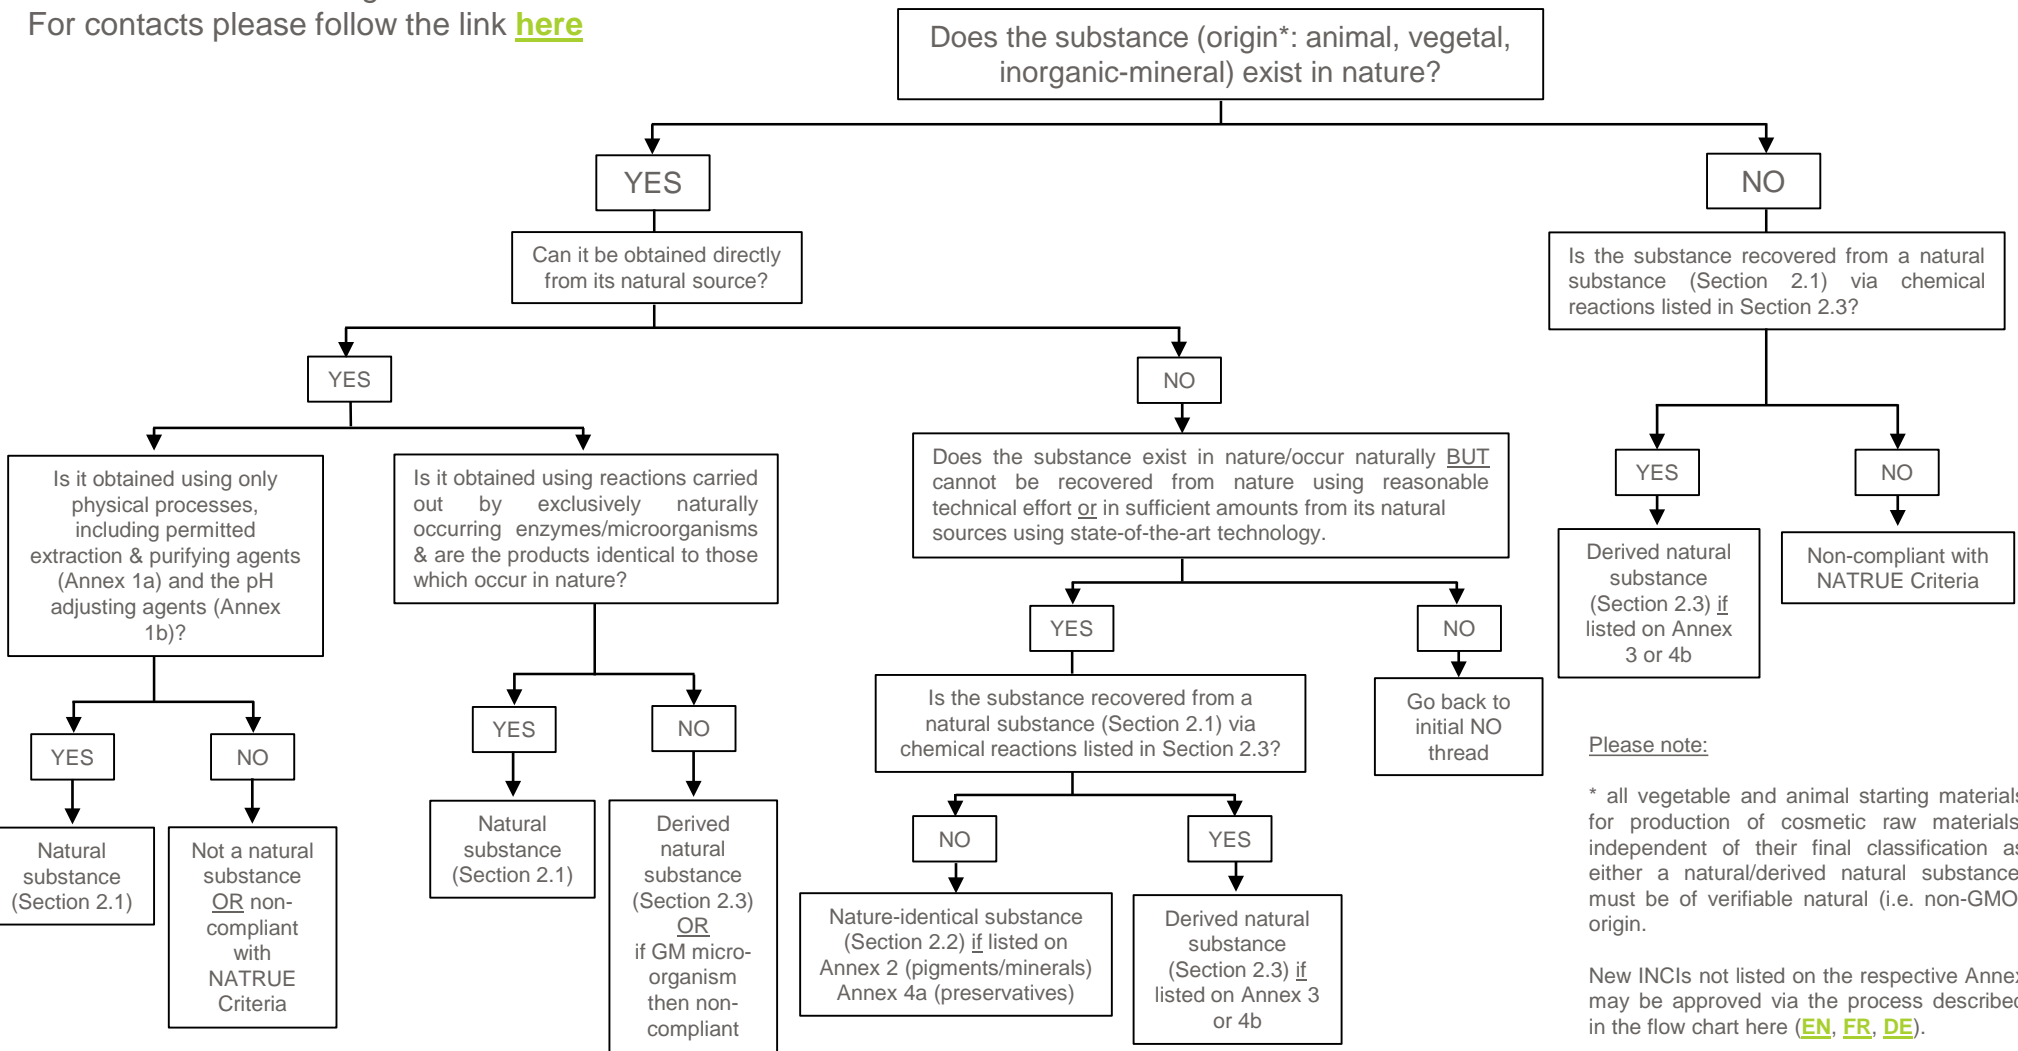 For contacts please follow the link here
Does the substance (origin*: animal, vegetal,
inorganic-mineral) exist in nature?
YES
NO
Can it be obtained directly
from its natural source?
Is the substance recovered from a natural
substance (Section 2.1) via chemical
reactions listed in Section 2.3?
YES
NO
Is it obtained using only
physical processes,
including permitted
extraction & purifying agents
(Annex 1a) and the pH
adjusting agents (Annex
1b)?
Is it obtained using reactions carried
out by exclusively naturally
occurring enzymes/microorganisms
& are the products identical to those
which occur in nature?
Does the substance exist in nature/occur naturally BUT
cannot be recovered from nature using reasonable
technical effort or in sufficient amounts from its natural
sources using state-of-the-art technology.
YES
NO
Derived natural
substance
(Section 2.3) if
listed on Annex
3 or 4b
Non-compliant with
NATRUE Criteria
YES
NO
Is the substance recovered from a
natural substance (Section 2.1) via
chemical reactions listed in Section 2.3?
Go back to
initial NO
thread
YES
NO
YES
NO
Natural
substance
(Section 2.1)
Not a natural
substance
OR non-
compliant
with
NATRUE
Criteria
Natural
substance
(Section 2.1)
Derived
natural
substance
(Section 2.3)
OR
if GM micro-
organism
then non-
compliant
NO
YES
Nature-identical substance
(Section 2.2) if listed on
Annex 2 (pigments/minerals)
Annex 4a (preservatives)
Derived natural
substance
(Section 2.3) if
listed on Annex 3
or 4b
Please note:
* all vegetable and animal starting materials
for production of cosmetic raw materials
independent of their final classification as
either a natural/derived natural substance
must be of verifiable natural (i.e. non-GMO
origin.
New INCIs not listed on the respective Annex
may be approved via the process described
in the flow chart here (EN, FR, DE).